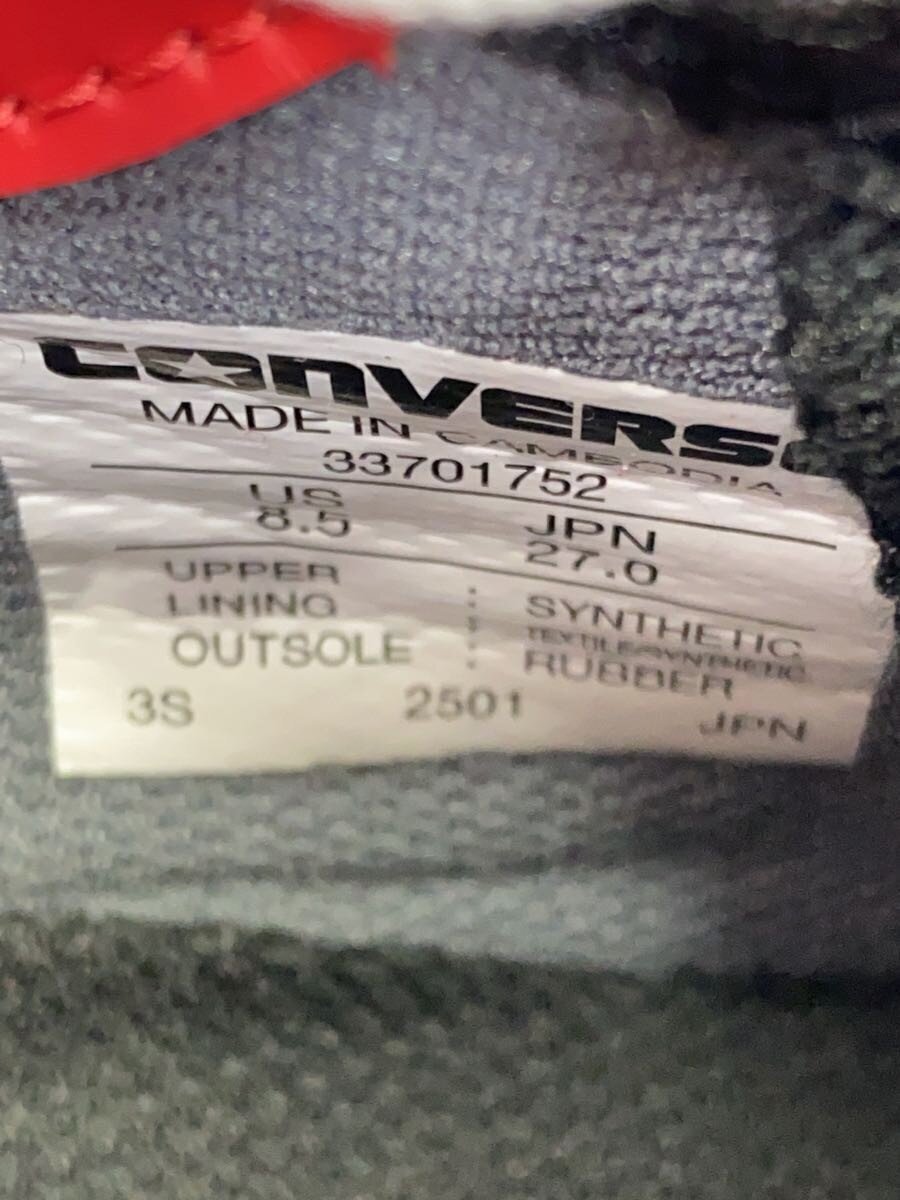 CONVERSE
MADE IN CAMBODIA
33701752
US JPN
8.5 27.0
UPPER : SYNTHETIC
LINING : TEXTILE/SYNTHETIC
OUTSOLE : RUBBER
3S 2501 JPN